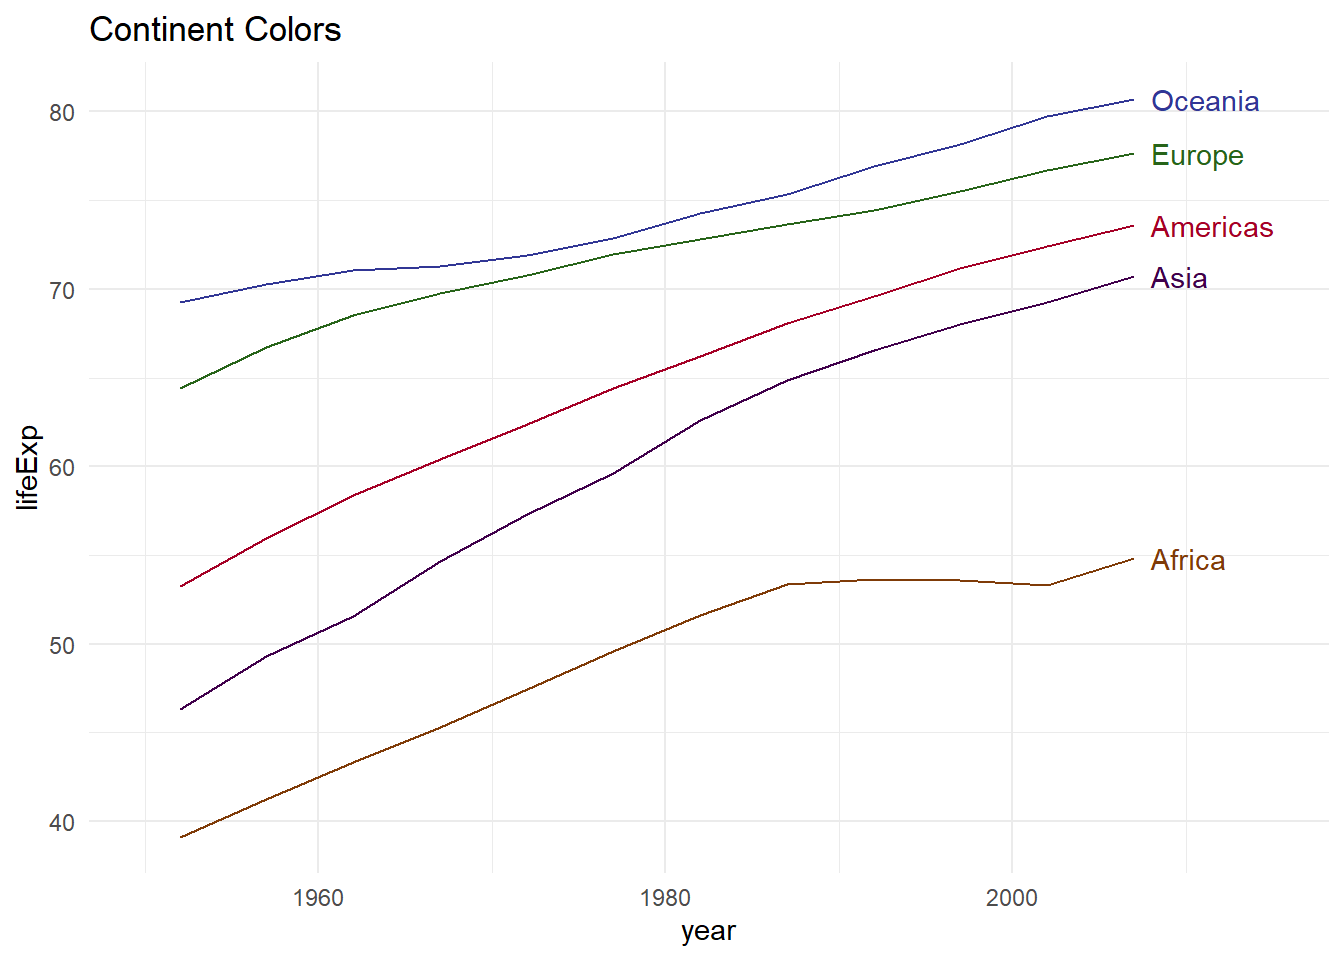 Continent Colors
80
70
60
50
40
lifeExp
Oceania
Europe
Americas
Asia
Africa
1960 1980 2000
year